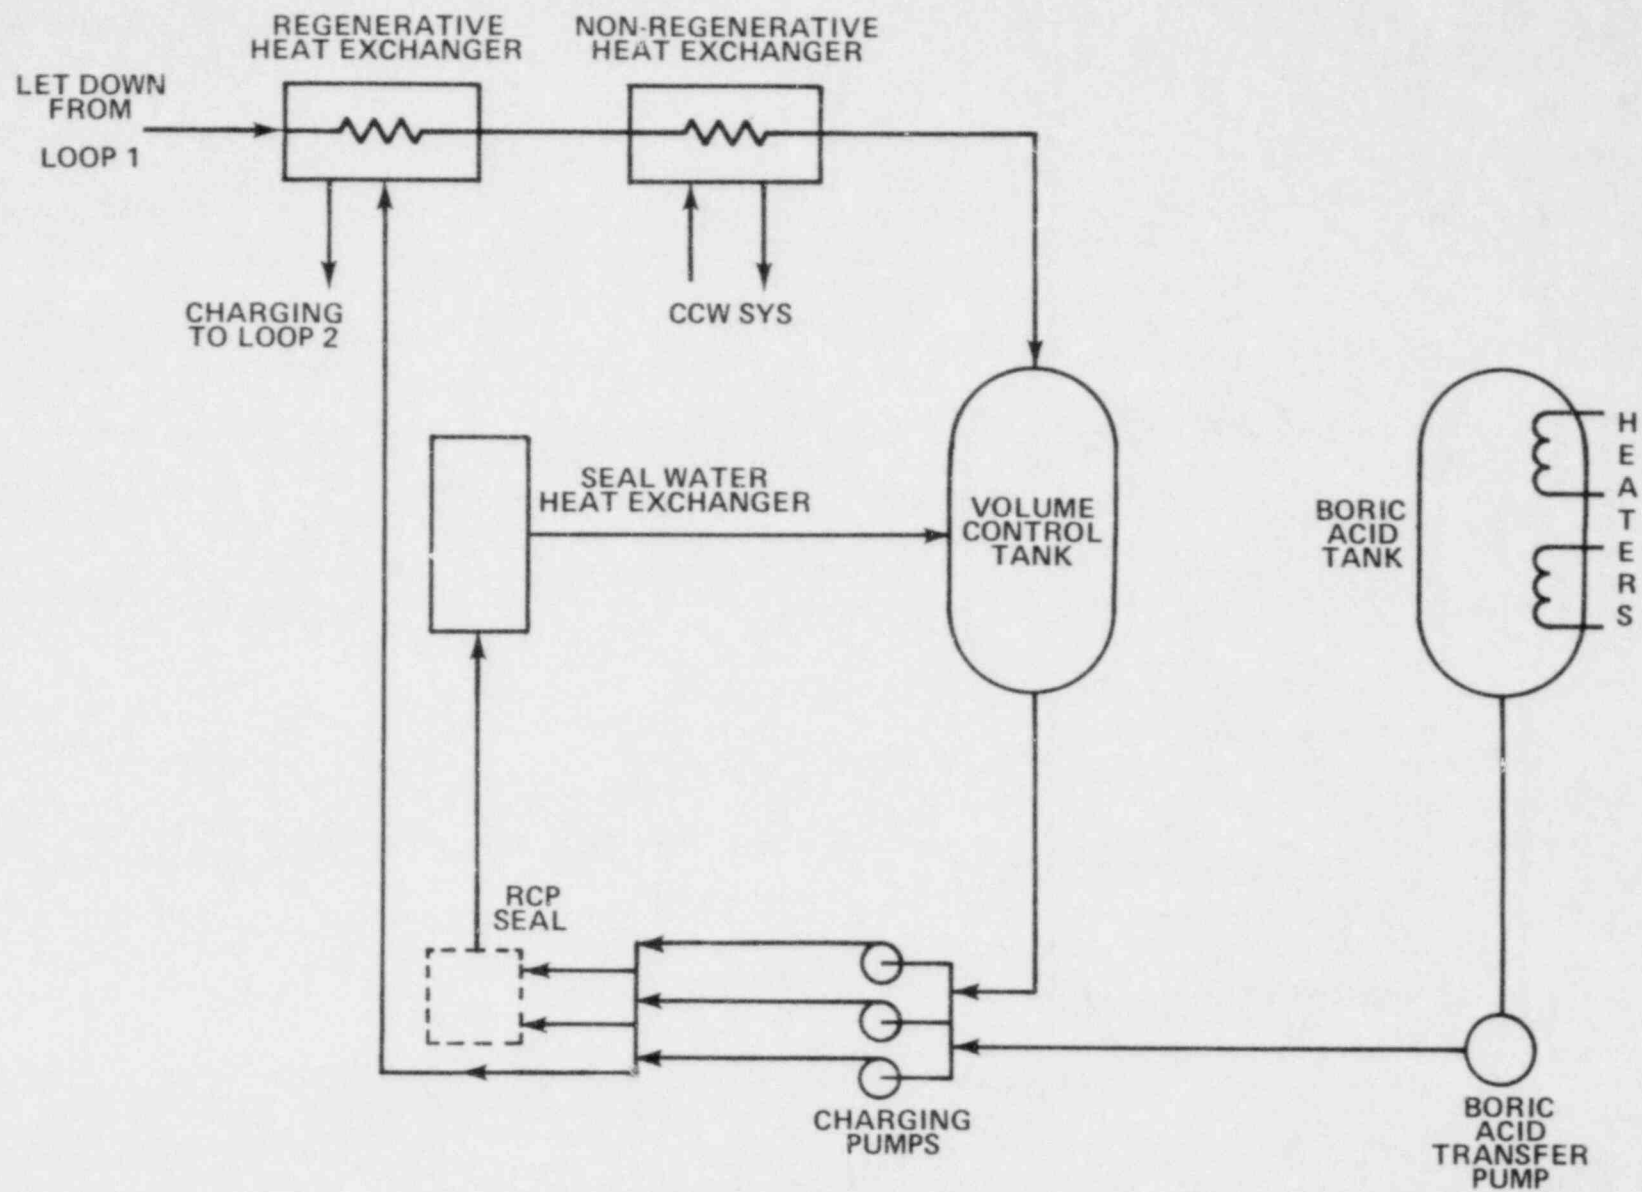 REGENERATIVE
HEAT EXCHANGER
NON-REGENERATIVE
HEAT EXCHANGER
LET DOWN
FROM
LOOP 1
CHARGING
TO LOOP 2
CCW SYS
SEAL WATER
HEAT EXCHANGER
VOLUME
CONTROL
TANK
BORIC
ACID
TANK
HEATERS
RCP
SEAL
CHARGING
PUMPS
BORIC
ACID
TRANSFER
PUMP